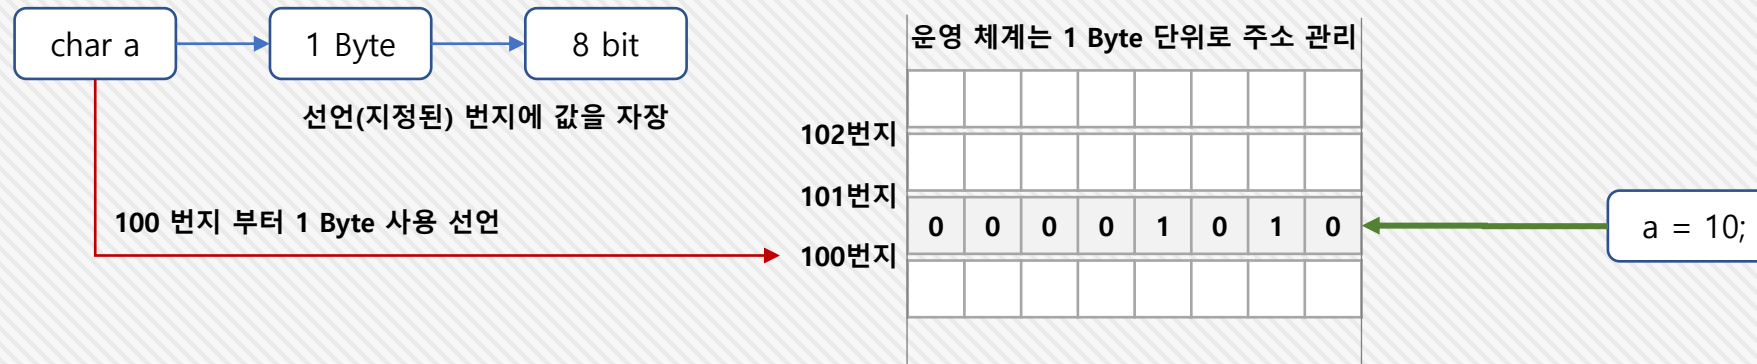 char a
1 Byte
8 bit
운영 체계는 1 Byte 단위로 주소 관리
선언(지정된) 번지에 값을 자장
102번지
101번지
100 번지 부터 1 Byte 사용 선언
0 0 0 0 1 0 1 0
a = 10;
100번지